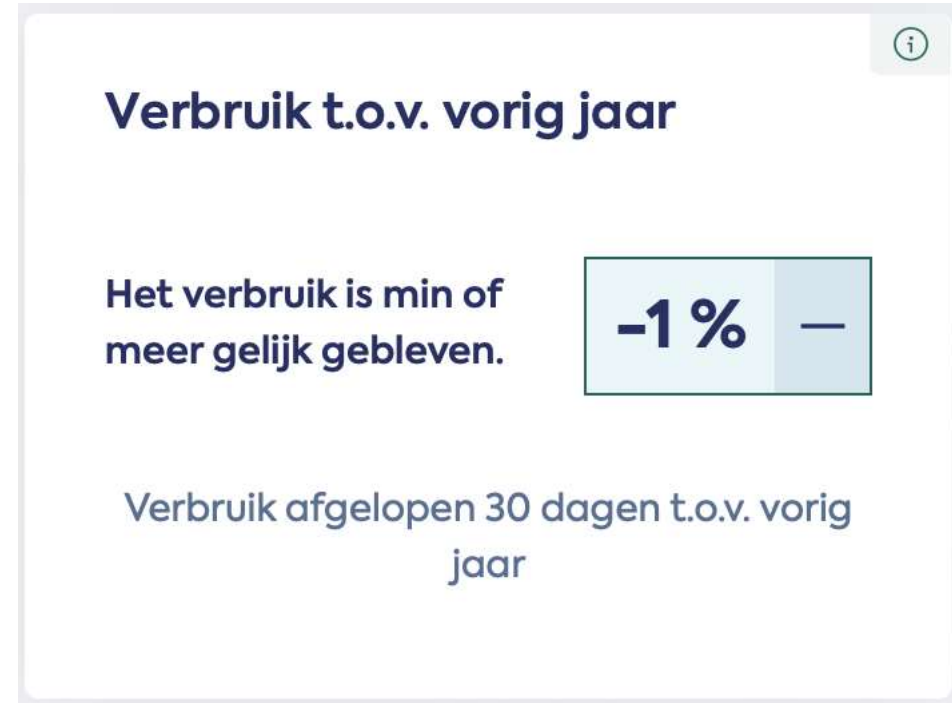 Verbruik t.o.v. vorig jaar
Het verbruik is min of
meer gelijk gebleven.
-1 % —
Verbruik afgelopen 30 dagen t.o.v. vorig
jaar